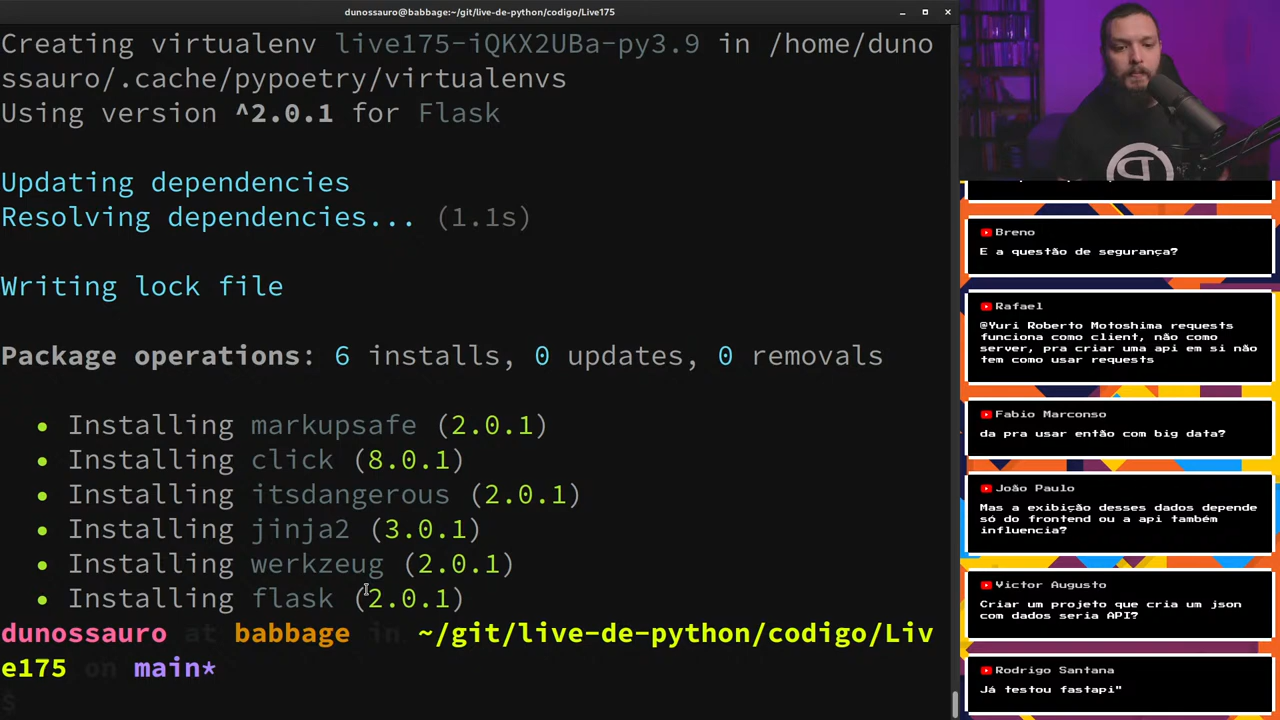 dunossauro@babbage:~/git/live-de-python/codigo/Live175
Creating virtualenv live175-iQKX2UBa-py3.9 in /home/duno
ssauro/.cache/pypoetry/virtualenvs
Using version ^2.0.1 for Flask
Updating dependencies
Resolving dependencies... (1.1s)
Writing lock file
Package operations: 6 installs, 0 updates, 0 removals
• Installing markupsafe (2.0.1)
• Installing click (8.0.1)
• Installing itsdangerous (2.0.1)
• Installing jinja2 (3.0.1)
• Installing werkzeug (2.0.1)
• Installing flask (2.0.1)
dunossauro at babbage in ~/git/live-de-python/codigo/Liv
e175 on main*
$
Breno
E a questão de segurança?
Rafael
@Yuri Roberto Motoshima requests
funciona como client, não como
server, pra criar uma api em si não
tem como usar requests
Fabio Marconso
da pra usar então com big data?
João Paulo
Mas a exibição desses dados depende
só do frontend ou a api também
influencia?
Victor Augusto
Criar um projeto que cria um json
com dados seria API?
Rodrigo Santana
Já testou fastapi"